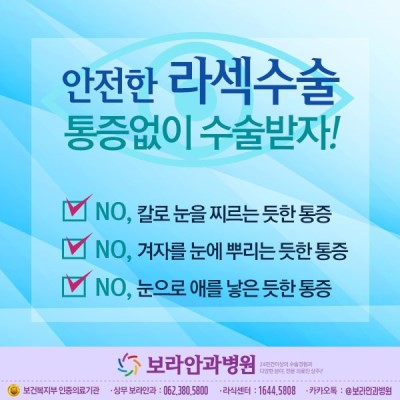 안전한 라섹수술
통증없이 수술받자!
NO, 칼로 눈을 찌르는 듯한 통증
NO, 겨자를 눈에 뿌리는 듯한 통증
NO, 눈으로 애를 낳은 듯한 통증
보라안과병원
보건복지부 인증의료기관 · 상무 보라안과 : 062.380.5800 · 라식센터 : 1644.5808 · 카카오톡 : @보라안과병원